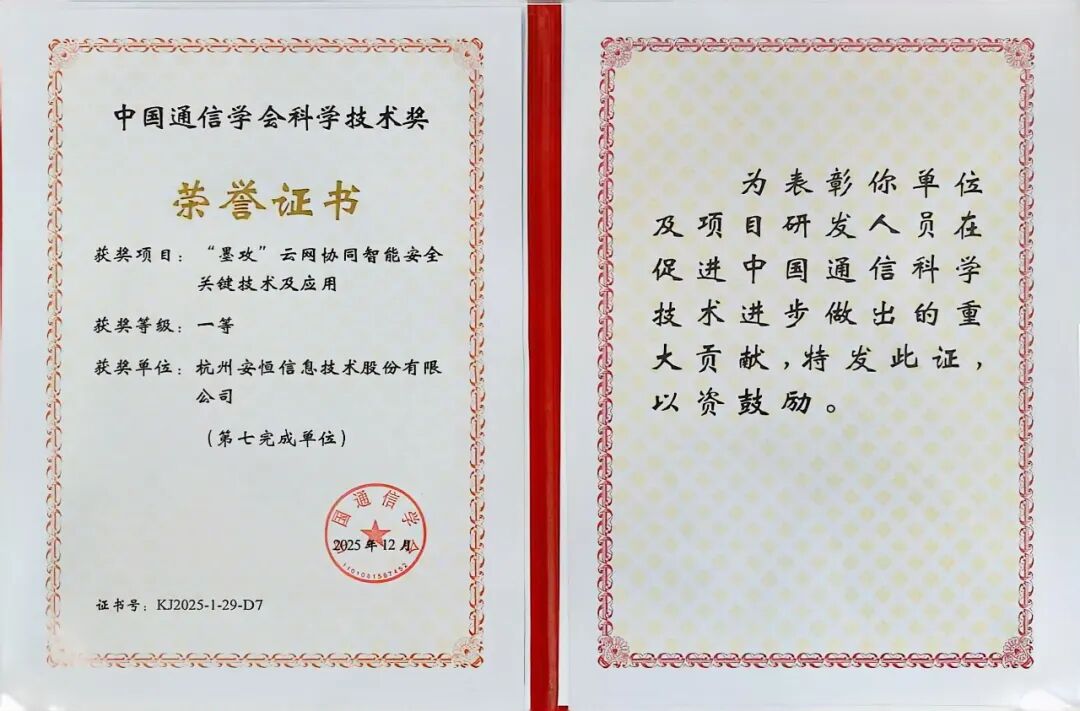 中国通信学会科学技术奖
荣誉证书
获奖项目：“墨攻”云网协同智能安全
关键技术及应用
获奖等级：一等
获奖单位：杭州安恒信息技术股份有限
公司
（第七完成单位）
中国通信学会
2025年12月
证书号：KJ2025-1-29-D7
为表彰你单位
及项目研发人员在
促进中国通信科学
技术进步做出的重
大贡献，特发此证，
以资鼓励。